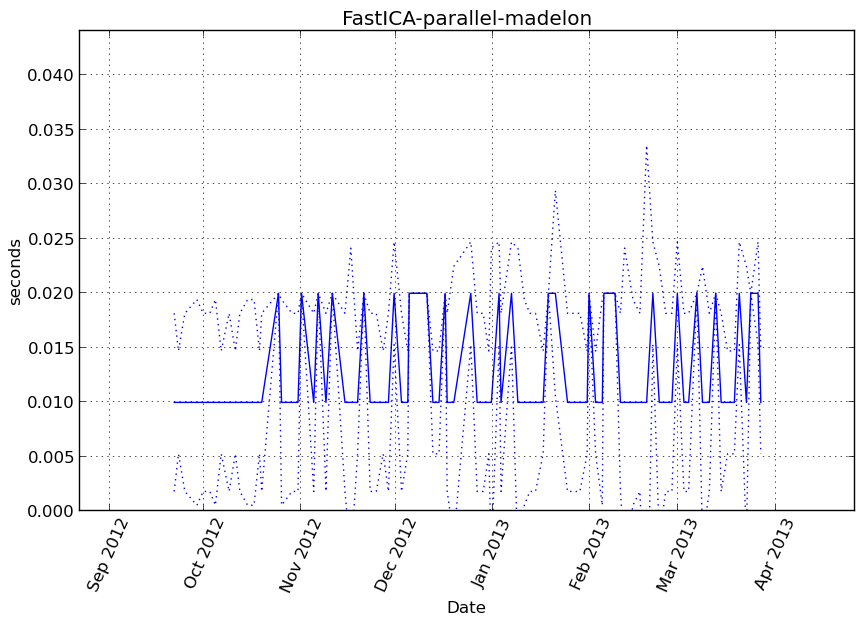 FastICA-parallel-madelon
0.040
0.035
0.030
0.025
0.020
0.015
0.010
0.005
0.000
seconds
Sep 2012
Oct 2012
Nov 2012
Dec 2012
Jan 2013
Feb 2013
Mar 2013
Apr 2013
Date